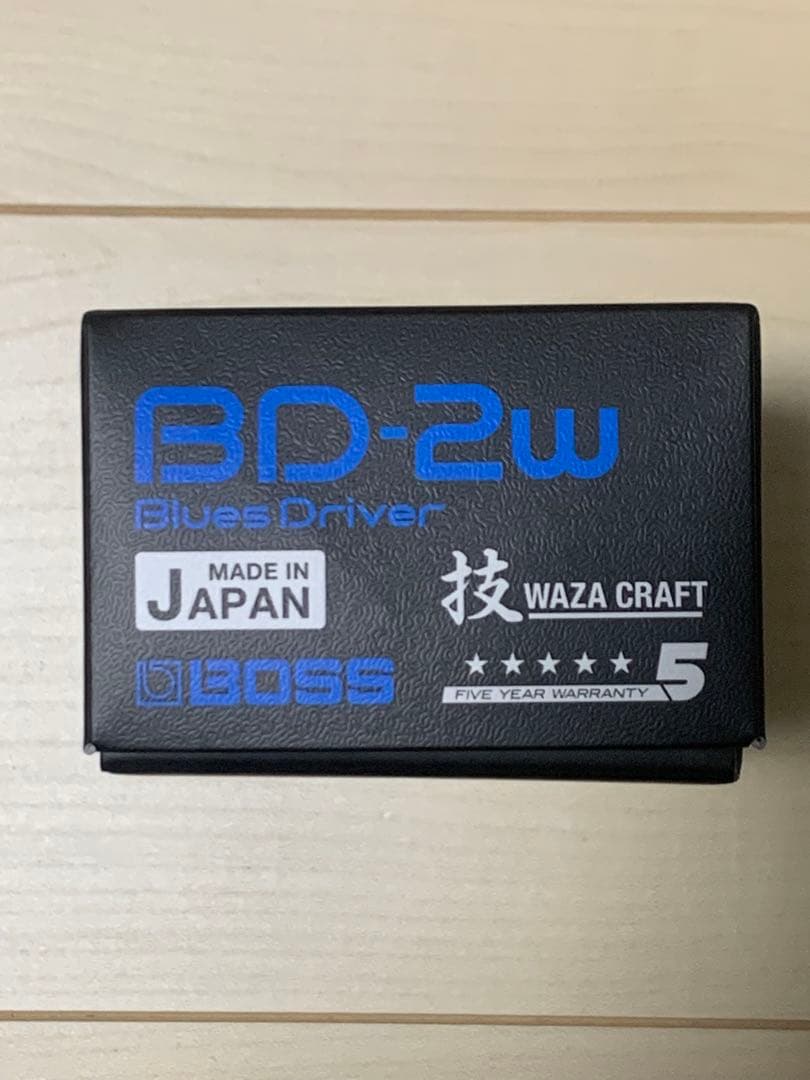 BD-2w
Blues Driver
MADE IN
JAPAN
技 WAZA CRAFT
BOSS
FIVE YEAR WARRANTY 5